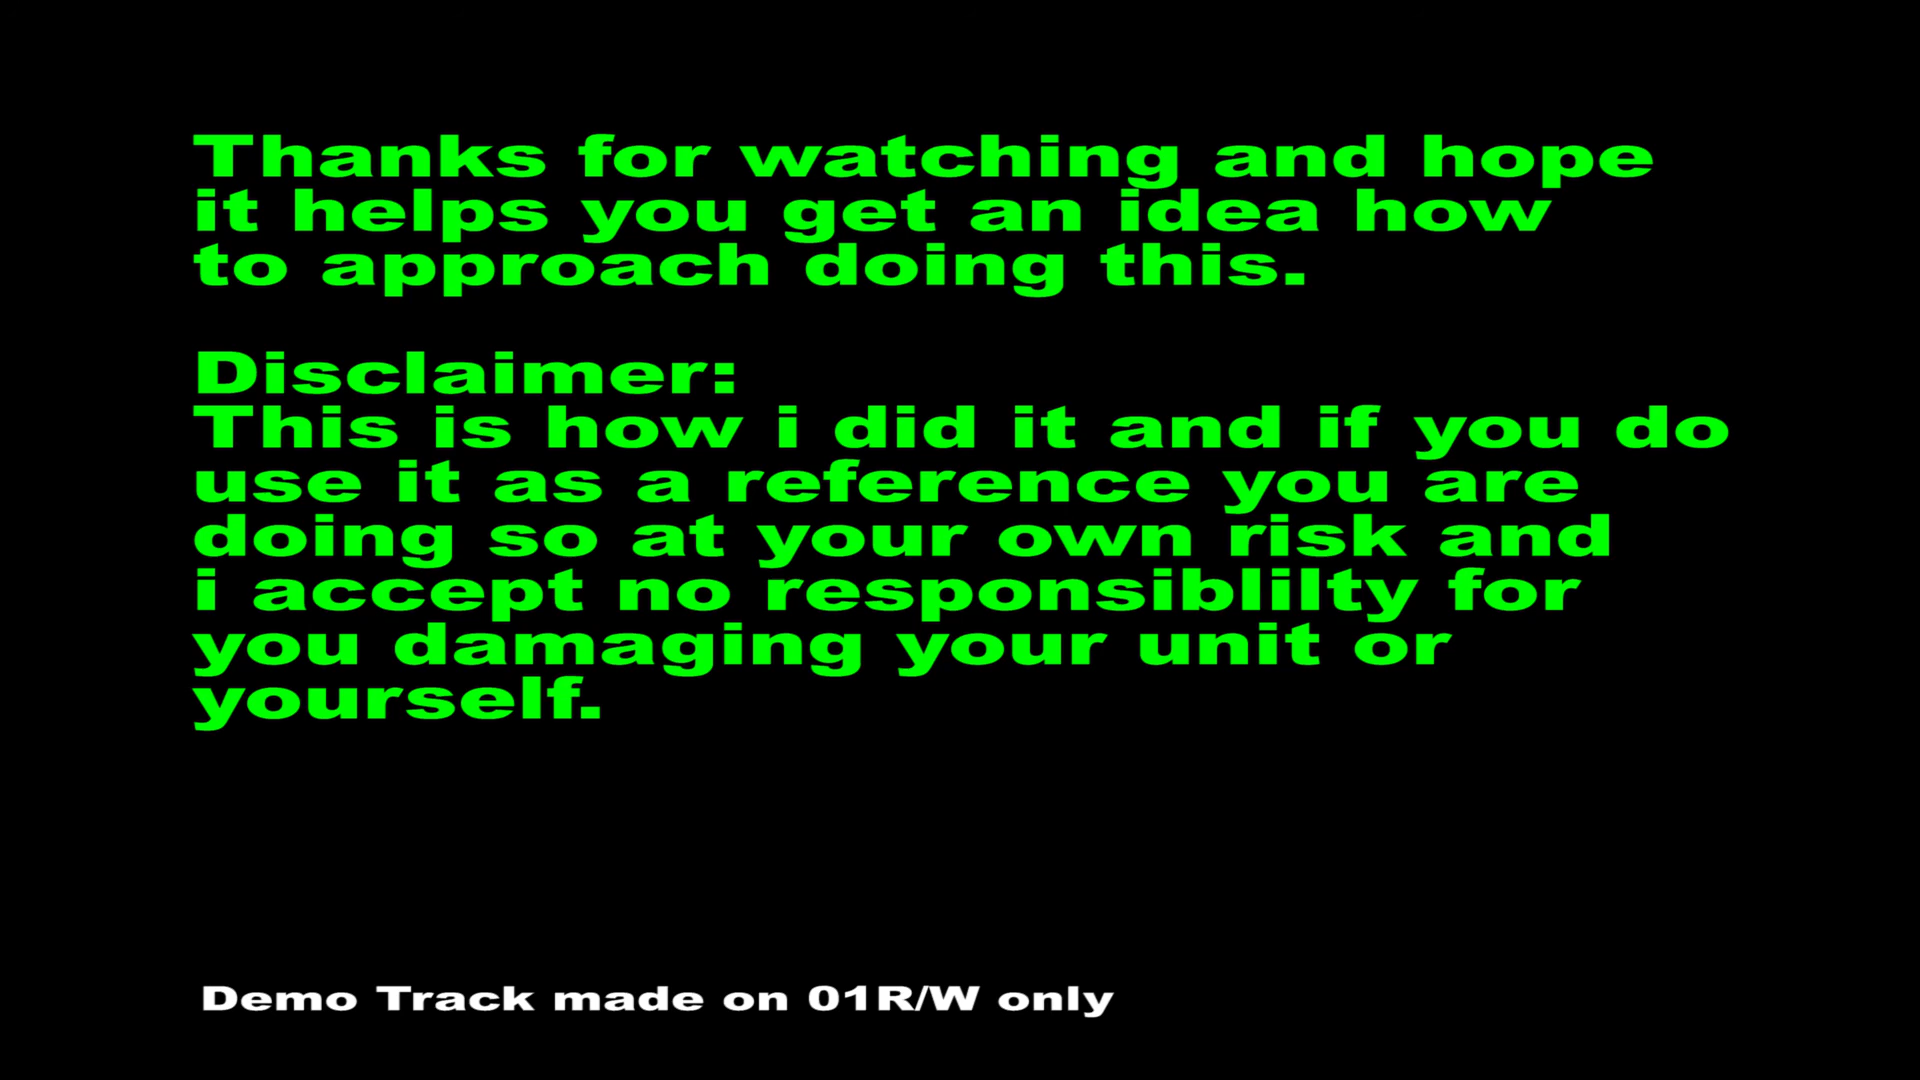 Thanks for watching and hope
it helps you get an idea how
to approach doing this.
Disclaimer:
This is how i did it and if you do
use it as a reference you are
doing so at your own risk and
i accept no responsiblilty for
you damaging your unit or
yourself.
Demo Track made on 01R/W only